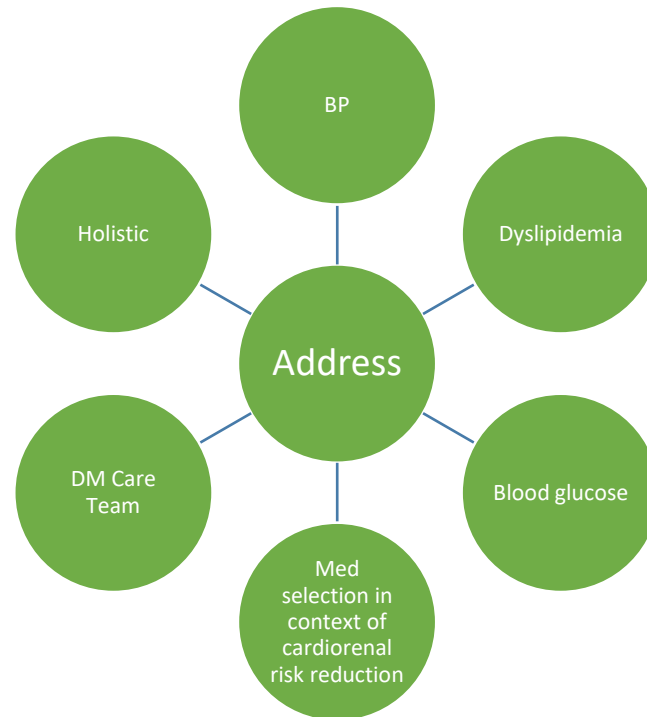 BP
Holistic
Dyslipidemia
Address
DM Care
Team
Blood glucose
Med
selection in
context of
cardiorenal
risk reduction